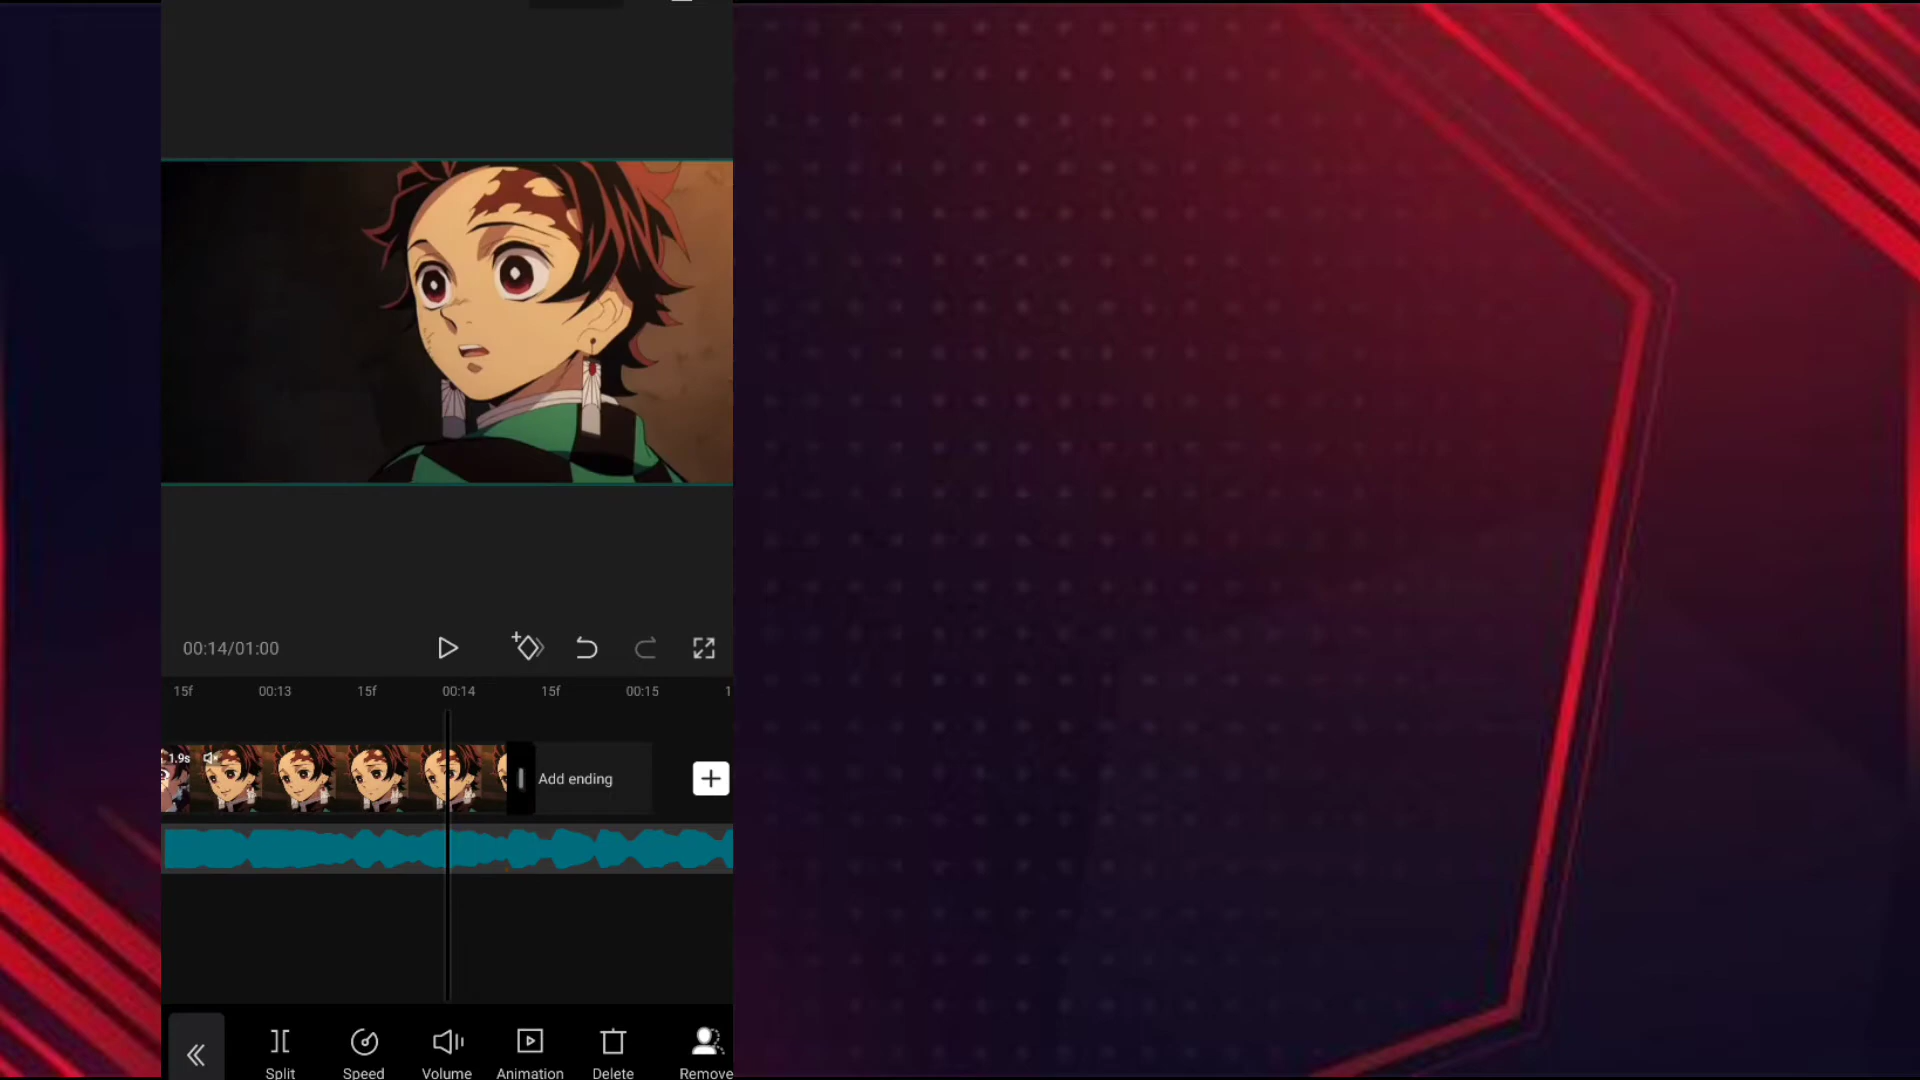 00:14/01:00
15f 00:13 15f 00:14 15f 00:15 1
1.9s
Add ending
Split Speed Volume Animation Delete Remove